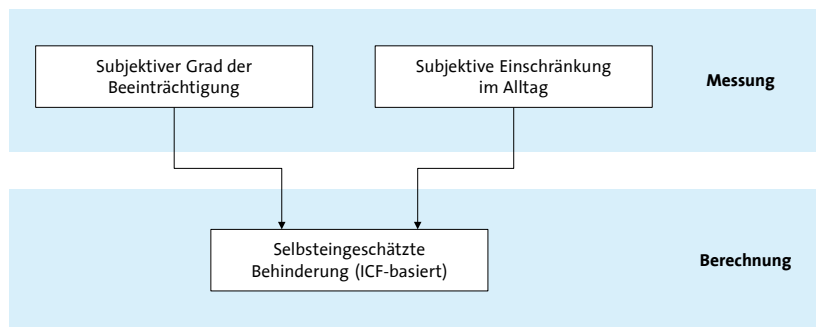 Subjektiver Grad der
Beeinträchtigung
Subjektive Einschränkung
im Alltag
Messung
Selbsteingeschätzte
Behinderung (ICF-basiert)
Berechnung